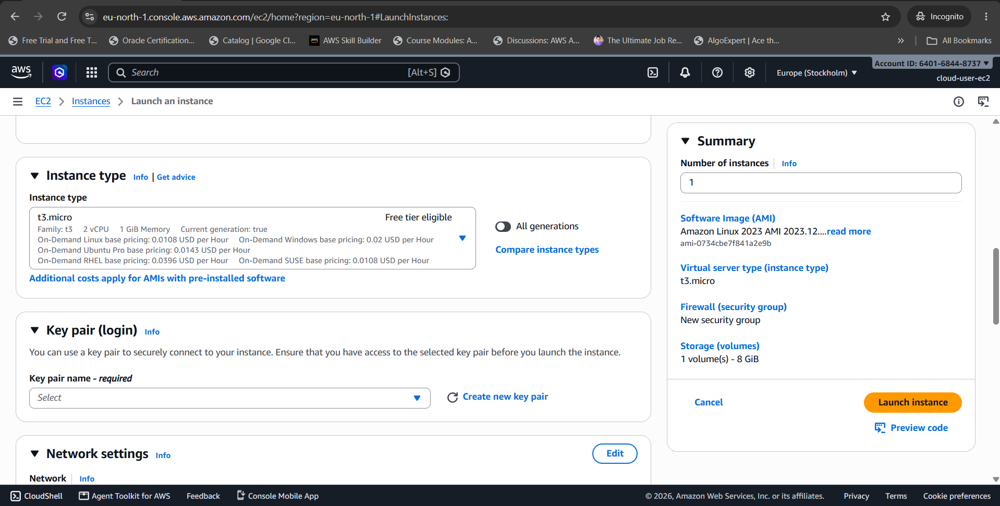 eu-north-1.console.aws.amazon.com/ec2/home?region=eu-north-1#LaunchInstances:
Incognito
Free Trial and Free T...
Oracle Certification...
Catalog | Google Cl...
aws
AWS Skill Builder
Course Modules: A...
Discussions: AWS A...
The Ultimate Job Re...
AlgoExpert | Ace th...
All Bookmarks
aws
Search
[Alt+S]
Europe (Stockholm)
Account ID: 6401-6844-8737
cloud-user-ec2
EC2
Instances
Launch an instance
Instance type Info | Get advice
Instance type
t3.micro Free tier eligible
Family: t3 2 vCPU 1 GiB Memory Current generation: true
On-Demand Linux base pricing: 0.0108 USD per Hour On-Demand Windows base pricing: 0.02 USD per Hour
On-Demand Ubuntu Pro base pricing: 0.0143 USD per Hour
On-Demand RHEL base pricing: 0.0396 USD per Hour On-Demand SUSE base pricing: 0.0108 USD per Hour
All generations
Compare instance types
Additional costs apply for AMIs with pre-installed software
Key pair (login) Info
You can use a key pair to securely connect to your instance. Ensure that you have access to the selected key pair before you launch the instance.
Key pair name - required
Select
Create new key pair
Network settings Info
Edit
Network Info
Summary
Number of instances Info
1
Software Image (AMI)
Amazon Linux 2023 AMI 2023.12....read more
ami-0734cbe7f841a2e9b
Virtual server type (instance type)
t3.micro
Firewall (security group)
New security group
Storage (volumes)
1 volume(s) - 8 GiB
Cancel
Launch instance
Preview code
CloudShell
Agent Toolkit for AWS
Feedback
Console Mobile App
© 2026, Amazon Web Services, Inc. or its affiliates.
Privacy
Terms
Cookie preferences